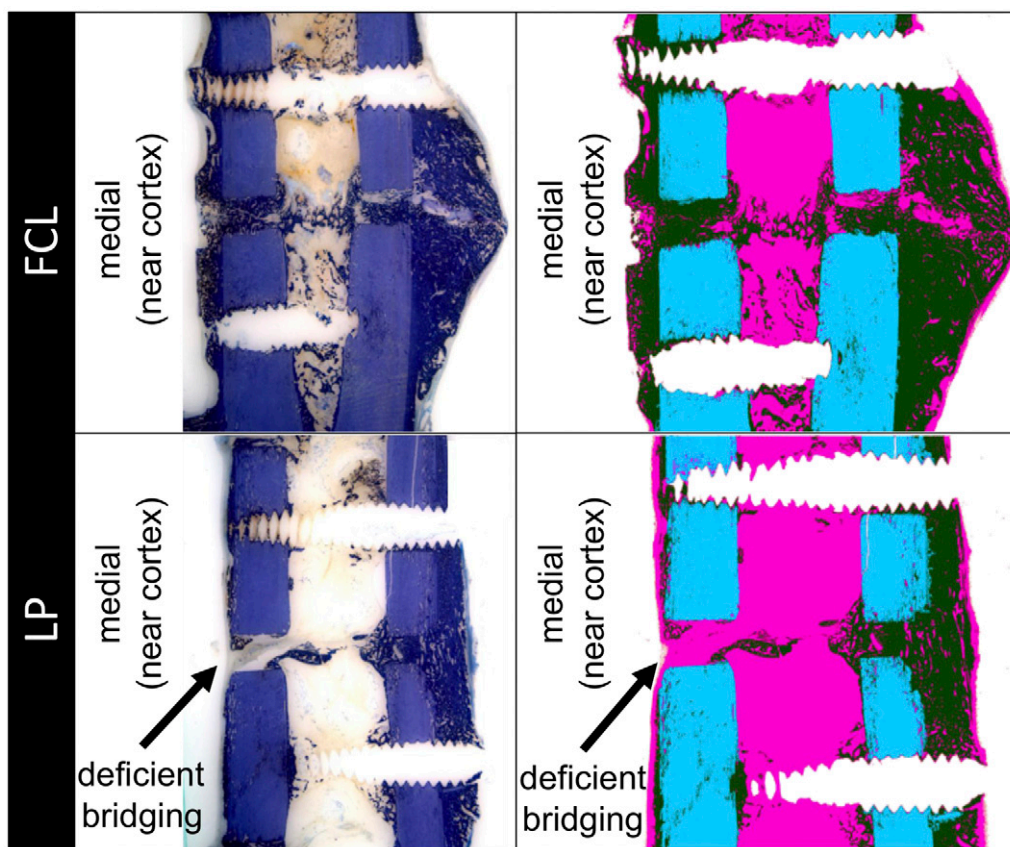 FCL
medial
(near cortex)
medial
(near cortex)
LP
medial
(near cortex)
deficient
bridging
medial
(near cortex)
deficient
bridging